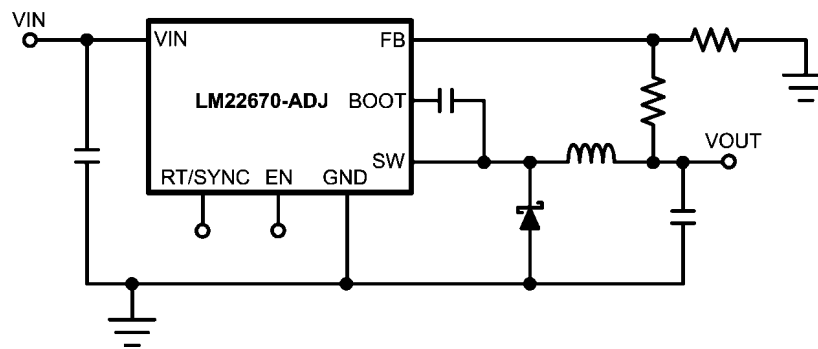 VIN
VIN
FB
LM22670-ADJ
BOOT
SW
VOUT
RT/SYNC
EN
GND